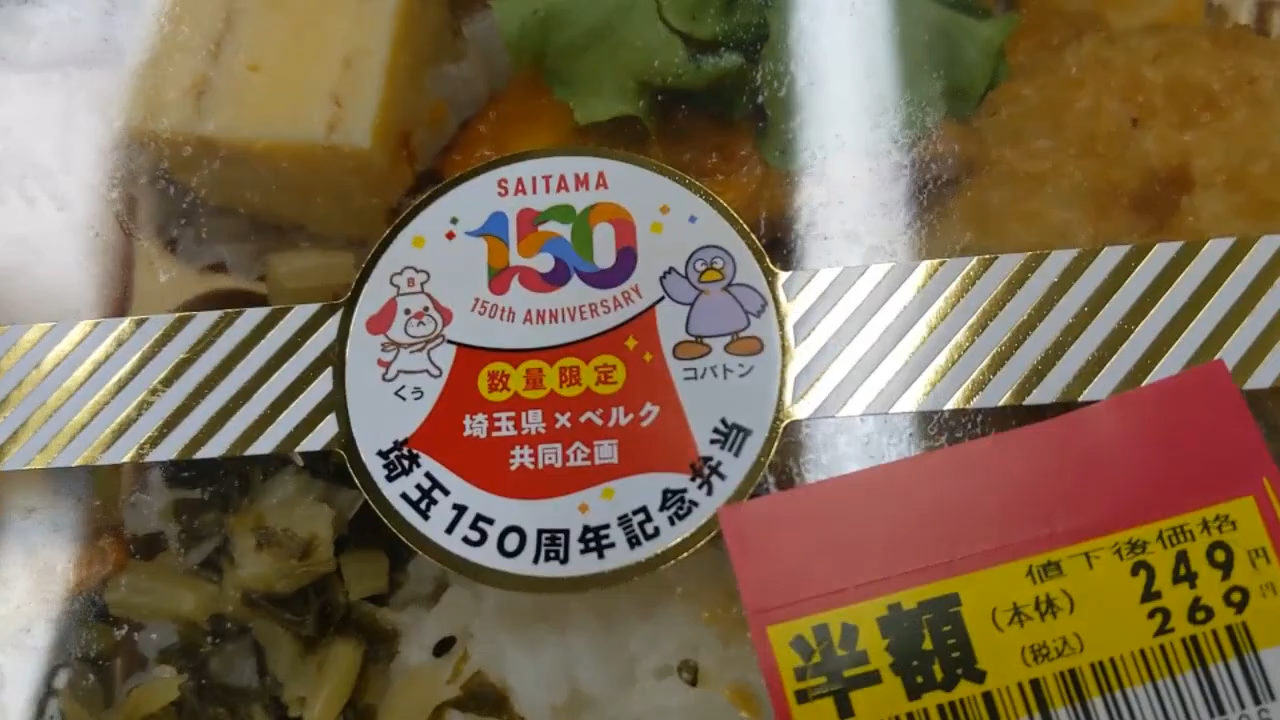 SAITAMA
150
150th ANNIVERSARY
B
くぅ
コバトン
数量限定
埼玉県×ベルク
共同企画
埼玉150周年記念弁当
値下後価格
半額
(本体) 249円
(税込) 269円